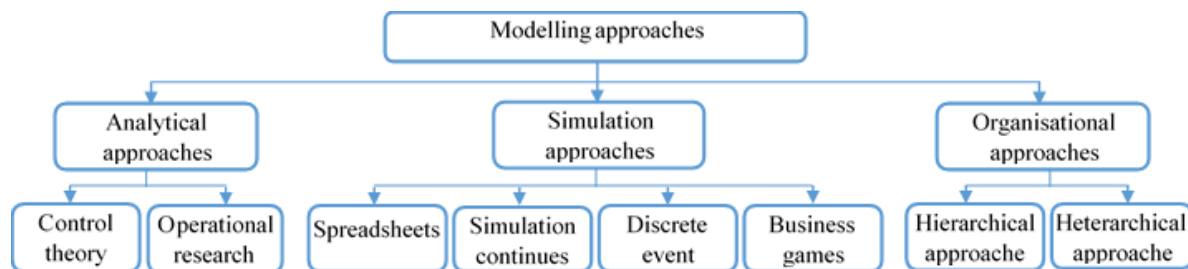 Modelling approaches
Analytical
approaches
Simulation
approaches
Organisational
approaches
Control
theory
Operational
research
Spreadsheets
Simulation
continues
Discrete
event
Business
games
Hierarchical
approache
Heterarchical
approache